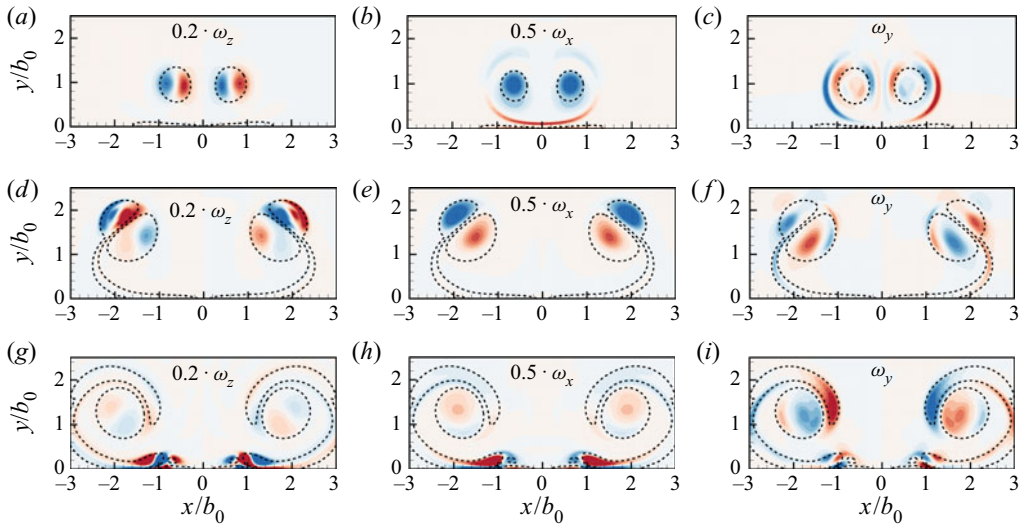 (a) 0.2 · ω_z (b) 0.5 · ω_x (c) ω_y
y/b_0 2 1 0
–3 –2 –1 0 1 2 3 –3 –2 –1 0 1 2 3 –3 –2 –1 0 1 2 3
(d) 0.2 · ω_z (e) 0.5 · ω_x (f) ω_y
y/b_0 2 1 0
–3 –2 –1 0 1 2 3 –3 –2 –1 0 1 2 3 –3 –2 –1 0 1 2 3
(g) 0.2 · ω_z (h) 0.5 · ω_x (i) ω_y
y/b_0 2 1 0
–3 –2 –1 0 1 2 3 –3 –2 –1 0 1 2 3 –3 –2 –1 0 1 2 3
x/b_0 x/b_0 x/b_0